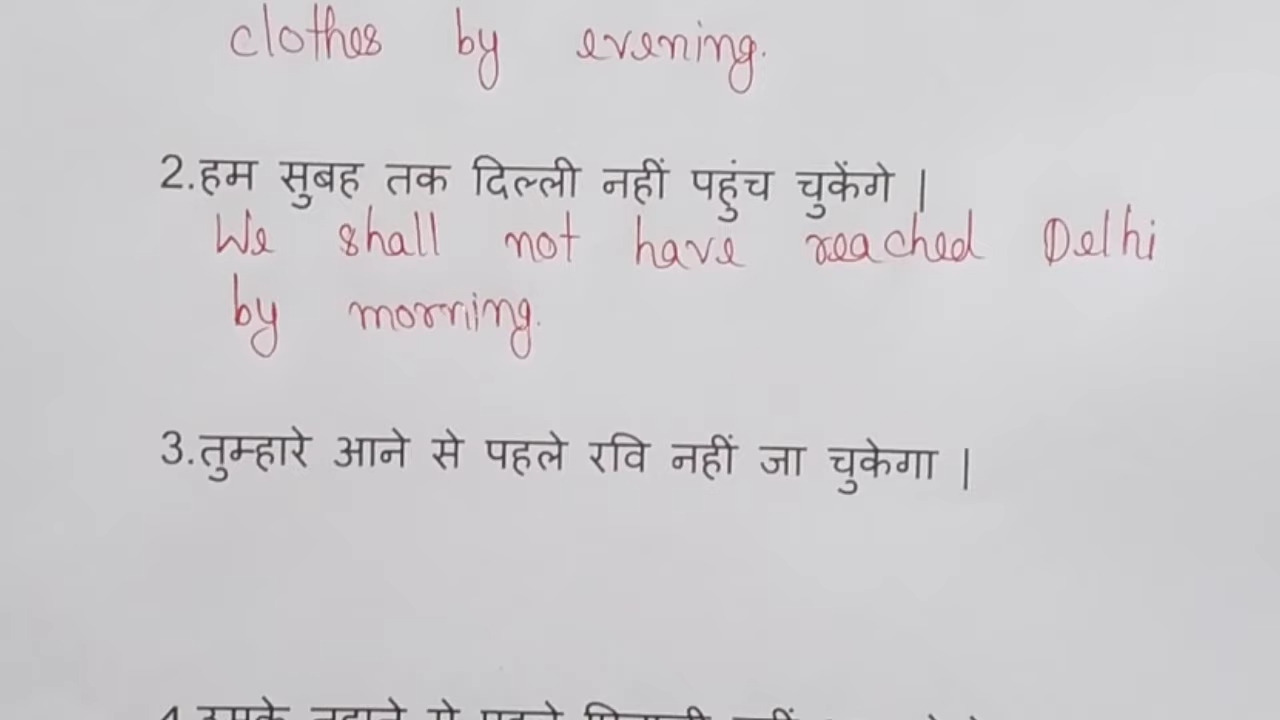 clothes by evening.
2.हम सुबह तक दिल्ली नहीं पहुंच चुकेंगे |
We shall not have reached Delhi
by morning.
3.तुम्हारे आने से पहले रवि नहीं जा चुकेगा |